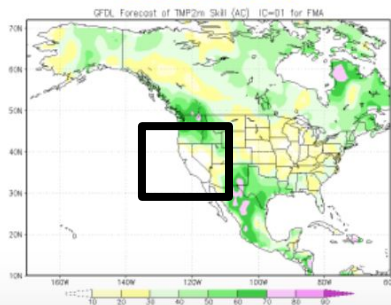 GFDL Forecast of TMP2m Skill (AC) IC=01 for FMA
70N
60N
50N
40N
30N
20N
10N
160W 140W 120W 100W 80W
10 20 30 40 50 60 70 80 90